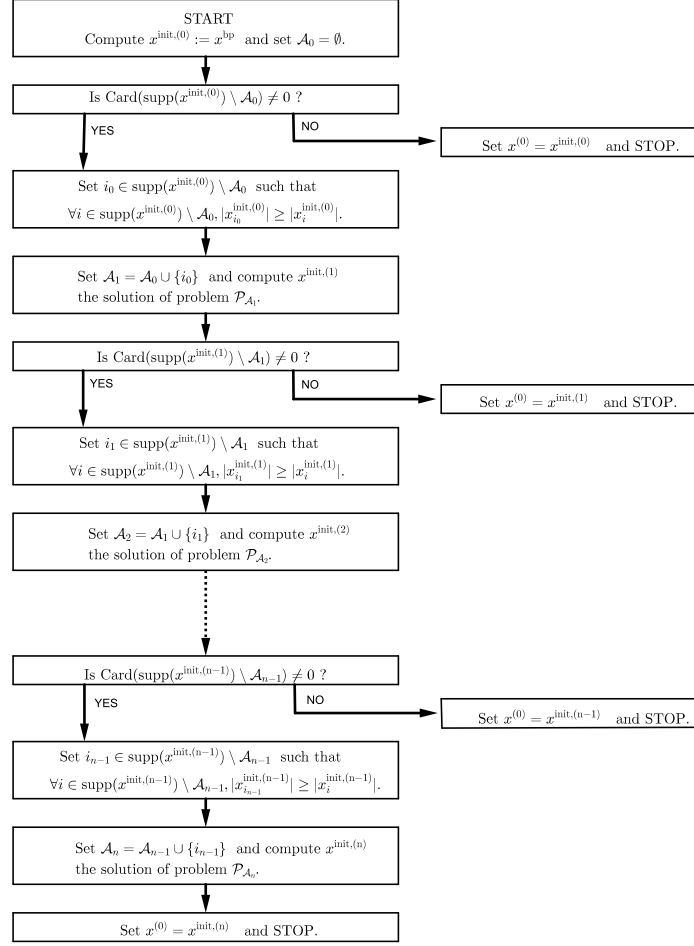 START
Compute x^{init,(0)} := x^{bp} and set 𝒜_0 = ∅.
Is Card(supp(x^{init,(0)}) \ 𝒜_0) ≠ 0 ?
YES
NO
Set x^{(0)} = x^{init,(0)} and STOP.
Set i_0 ∈ supp(x^{init,(0)}) \ 𝒜_0 such that
∀i ∈ supp(x^{init,(0)}) \ 𝒜_0, |x_{i_0}^{init,(0)}| ≥ |x_i^{init,(0)}|.
Set 𝒜_1 = 𝒜_0 ∪ {i_0} and compute x^{init,(1)}
the solution of problem 𝒫_{𝒜_1}.
Is Card(supp(x^{init,(1)}) \ 𝒜_1) ≠ 0 ?
YES
NO
Set x^{(0)} = x^{init,(1)} and STOP.
Set i_1 ∈ supp(x^{init,(1)}) \ 𝒜_1 such that
∀i ∈ supp(x^{init,(1)}) \ 𝒜_1, |x_{i_1}^{init,(1)}| ≥ |x_i^{init,(1)}|.
Set 𝒜_2 = 𝒜_1 ∪ {i_1} and compute x^{init,(2)}
the solution of problem 𝒫_{𝒜_2}.
Is Card(supp(x^{init,(n−1)}) \ 𝒜_{n−1}) ≠ 0 ?
YES
NO
Set x^{(0)} = x^{init,(n−1)} and STOP.
Set i_{n−1} ∈ supp(x^{init,(n−1)}) \ 𝒜_{n−1} such that
∀i ∈ supp(x^{init,(n−1)}) \ 𝒜_{n−1}, |x_{i_{n−1}}^{init,(n−1)}| ≥ |x_i^{init,(n−1)}|.
Set 𝒜_n = 𝒜_{n−1} ∪ {i_{n−1}} and compute x^{init,(n)}
the solution of problem 𝒫_{𝒜_n}.
Set x^{(0)} = x^{init,(n)} and STOP.